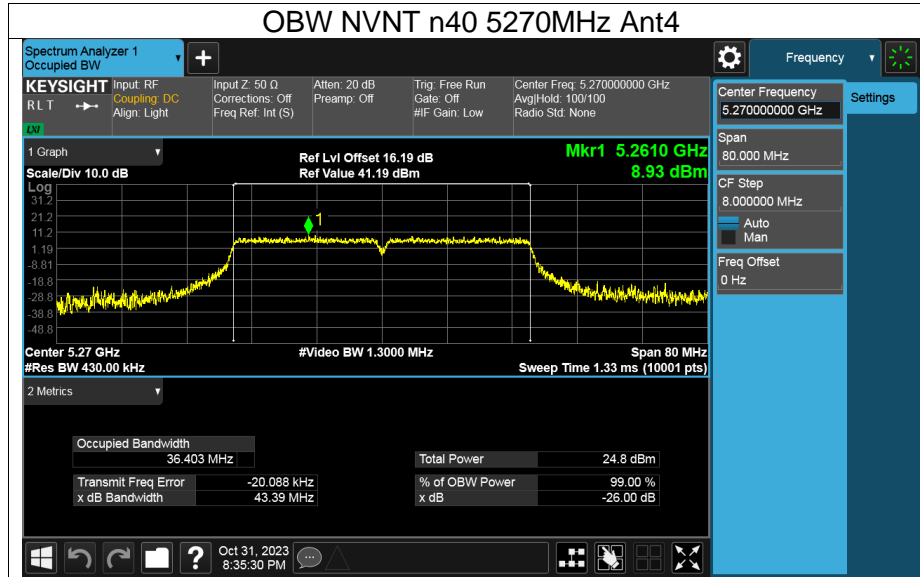 OBW NVNT n40 5270MHz Ant4
Spectrum Analyzer 1
Occupied BW
+
Frequency
KEYSIGHT
R L T
LXI
Input: RF
Coupling: DC
Align: Light
Input Z: 50 Ω
Corrections: Off
Freq Ref: Int (S)
Atten: 20 dB
Preamp: Off
Trig: Free Run
Gate: Off
#IF Gain: Low
Center Freq: 5.270000000 GHz
Avg|Hold: 100/100
Radio Std: None
Center Frequency
5.270000000 GHz
Settings
Span
80.000 MHz
CF Step
8.000000 MHz
Auto
Man
Freq Offset
0 Hz
1 Graph
Scale/Div 10.0 dB
Ref Lvl Offset 16.19 dB
Ref Value 41.19 dBm
Mkr1 5.2610 GHz
8.93 dBm
Log
31.2
21.2
11.2
1.19
-8.81
-18.8
-28.8
-38.8
-48.8
1
Center 5.27 GHz
#Video BW 1.3000 MHz
Span 80 MHz
#Res BW 430.00 kHz
Sweep Time 1.33 ms (10001 pts)
2 Metrics
Occupied Bandwidth
36.403 MHz
Total Power 24.8 dBm
Transmit Freq Error -20.088 kHz
% of OBW Power 99.00 %
x dB Bandwidth 43.39 MHz
x dB -26.00 dB
?
Oct 31, 2023
8:35:30 PM